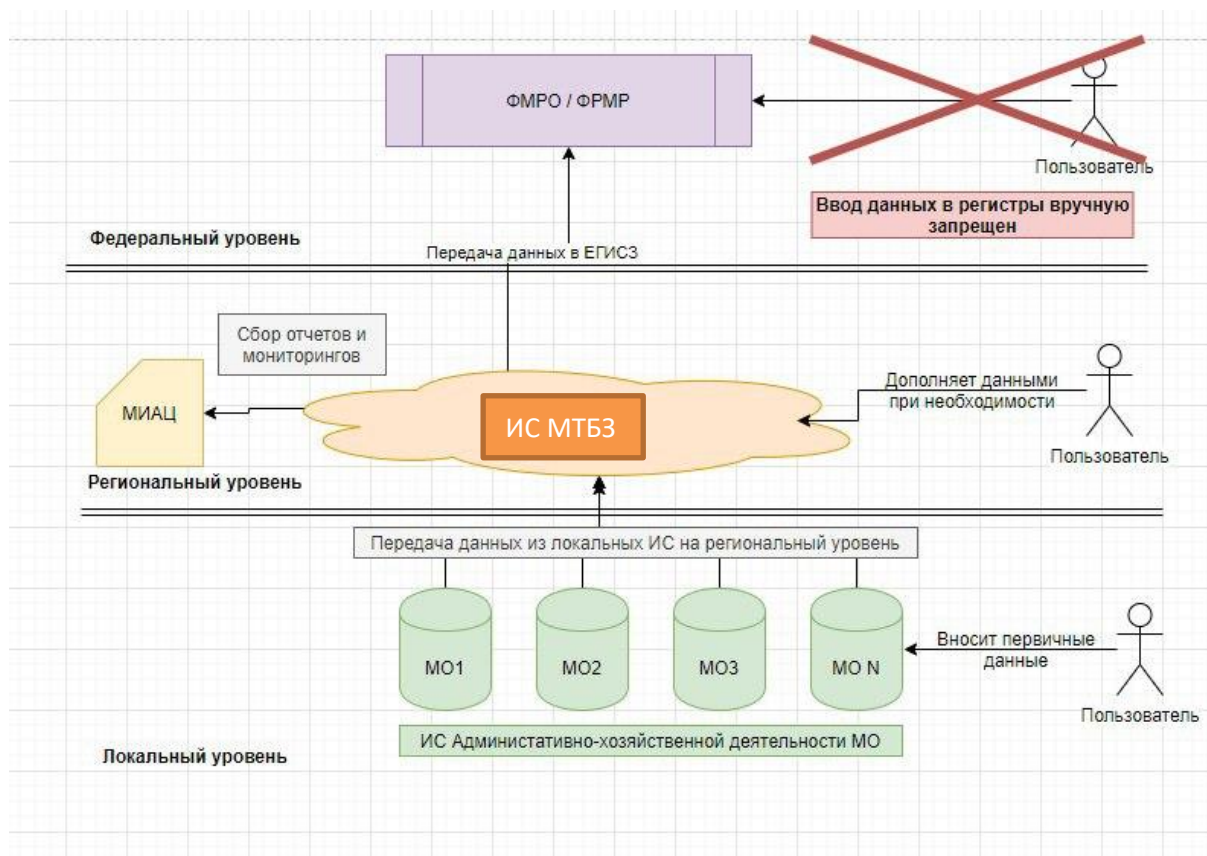 ФМРО / ФРМР
Пользователь
Ввод данных в регистры вручную
запрещен
Федеральный уровень
Передача данных в ЕГИСЗ
Сбор отчетов и
мониторингов
МИАЦ
ИС МТБЗ
Дополняет данными
при необходимости
Пользователь
Региональный уровень
Передача данных из локальных ИС на региональный уровень
МО1
МО2
МО3
МО N
Вносит первичные
данные
Пользователь
ИС Администативно-хозяйственной деятельности МО
Локальный уровень